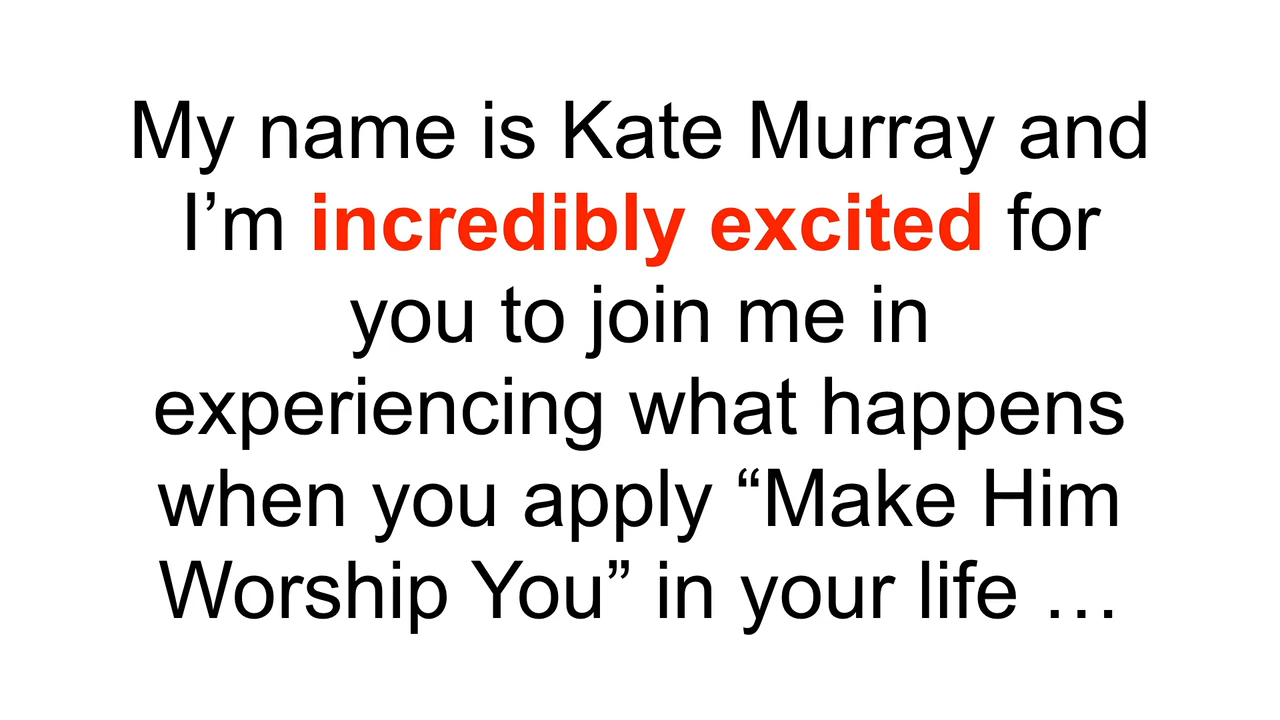 My name is Kate Murray and
I’m incredibly excited for
you to join me in
experiencing what happens
when you apply “Make Him
Worship You” in your life …